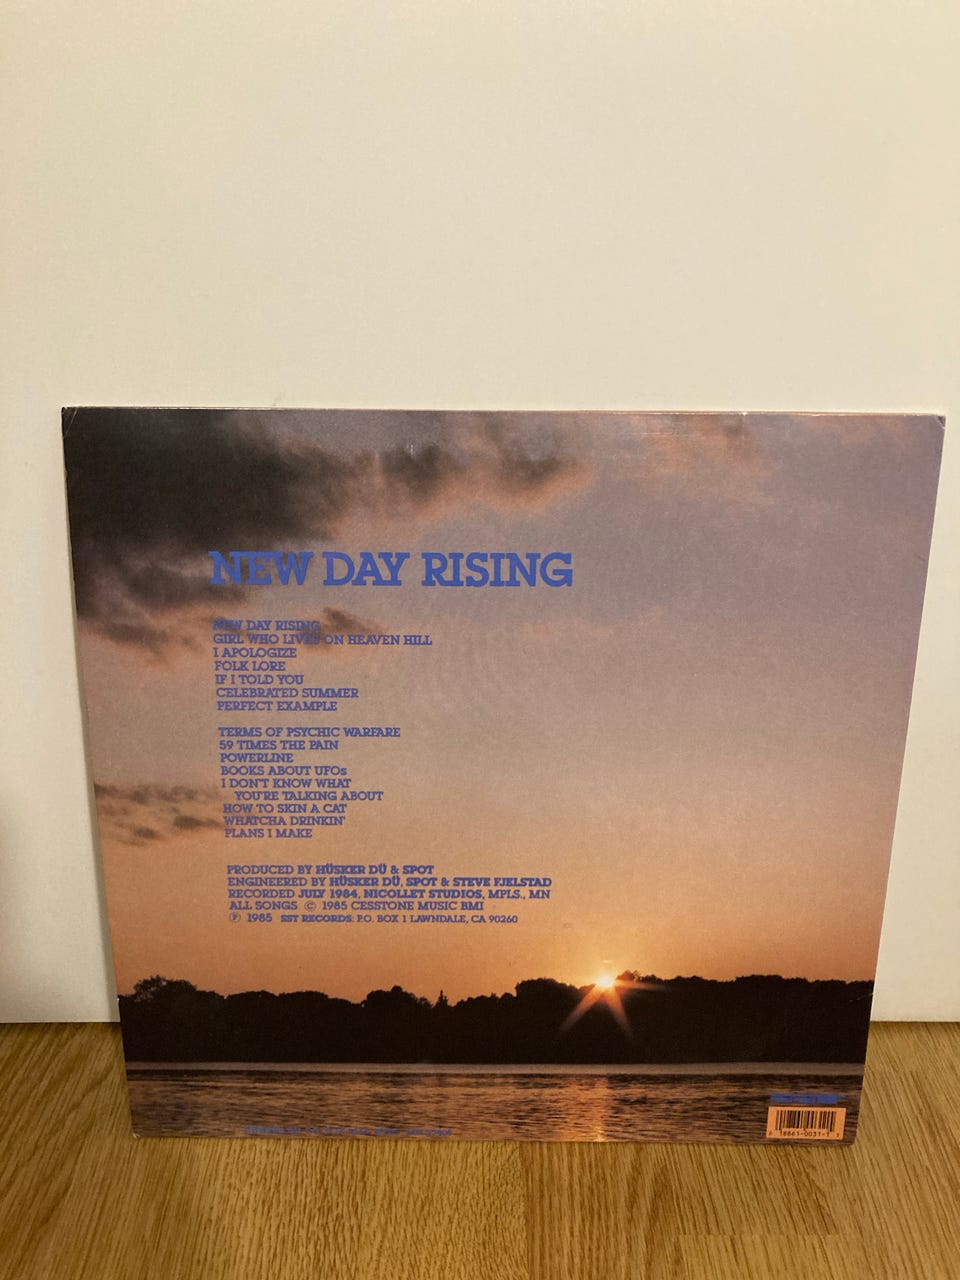 NEW DAY RISING
NEW DAY RISING
GIRL WHO LIVES ON HEAVEN HILL
I APOLOGIZE
FOLK LORE
IF I TOLD YOU
CELEBRATED SUMMER
PERFECT EXAMPLE
TERMS OF PSYCHIC WARFARE
59 TIMES THE PAIN
POWERLINE
BOOKS ABOUT UFOs
I DON'T KNOW WHAT
YOU'RE TALKING ABOUT
HOW TO SKIN A CAT
WHATCHA DRINKIN'
PLANS I MAKE
PRODUCED BY HÜSKER DÜ & SPOT
ENGINEERED BY HÜSKER DÜ, SPOT & STEVE FJELSTAD
RECORDED JULY 1984, NICOLLET STUDIOS, MPLS., MN
ALL SONGS © 1985 CESSTONE MUSIC BMI
℗ 1985 SST RECORDS: P.O. BOX 1 LAWNDALE, CA 90260
18861-0031-1